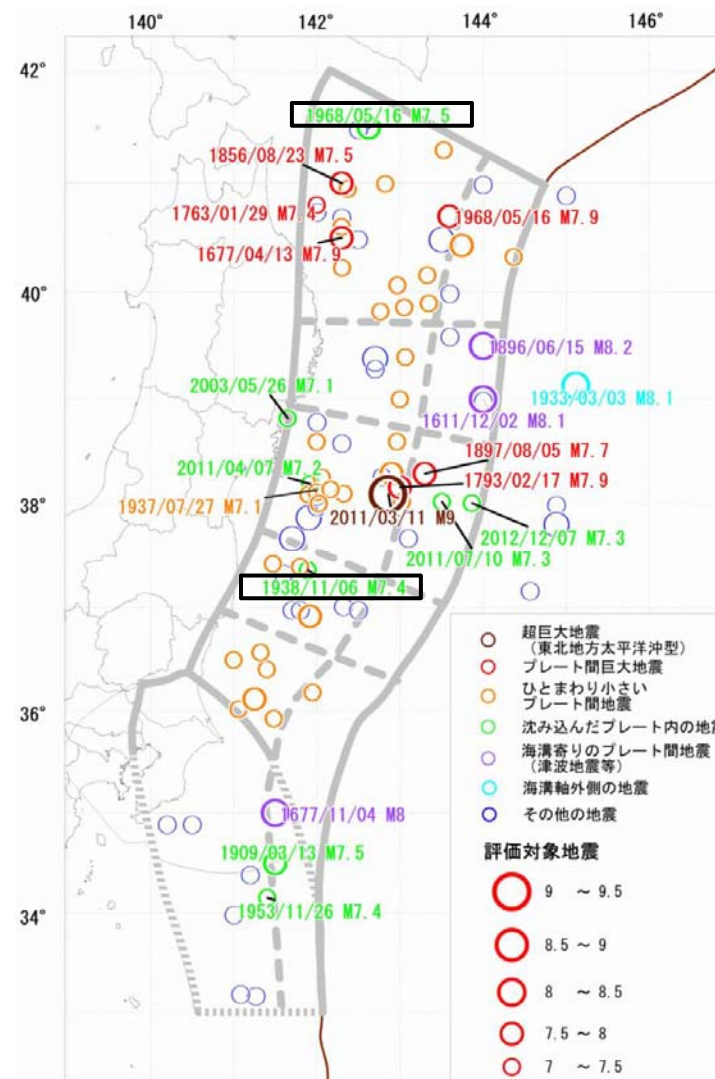 140°
142°
144°
146°
42°
1968/05/16 M7.5
1856/08/23 M7.5
1763/01/29 M7.4
1968/05/16 M7.9
1677/04/13 M7.9
40°
1896/06/15 M8.2
2003/05/26 M7.1
1933/03/03 M8.1
1611/12/02 M8.1
1897/08/05 M7.7
2011/04/07 M7.2
1793/02/17 M7.9
1937/07/27 M7.1
38°
2011/03/11 M9
2012/12/07 M7.3
2011/07/10 M7.3
1938/11/06 M7.4
36°
1677/11/04 M8
1909/03/13 M7.5
34°
1953/11/26 M7.4
超巨大地震
(東北地方太平洋沖型)
プレート間巨大地震
ひとまわり小さい
プレート間地震
沈み込んだプレート内の地震
海溝寄りのプレート間地震
(津波地震等)
海溝軸外側の地震
その他の地震
評価対象地震
9 ～ 9.5
8.5 ～ 9
8 ～ 8.5
7.5 ～ 8
7 ～ 7.5